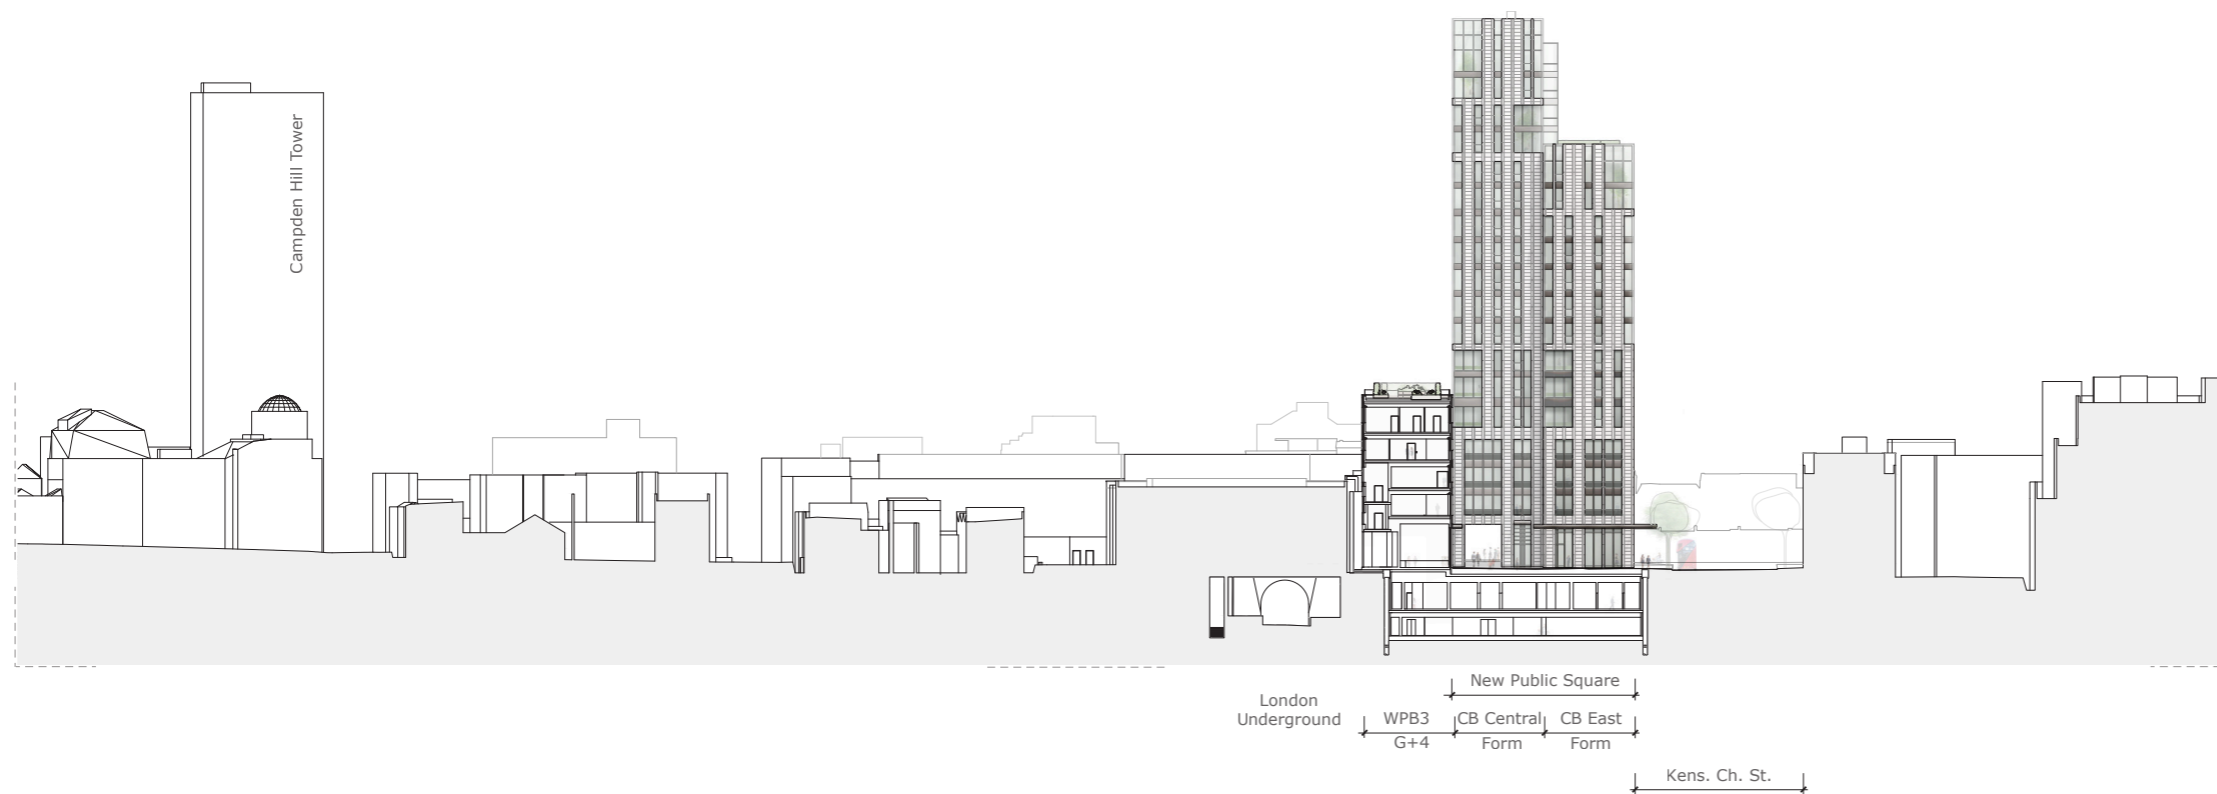 Campden Hill Tower
New Public Square
London
Underground
WPB3
G+4
CB Central
Form
CB East
Form
Kens. Ch. St.